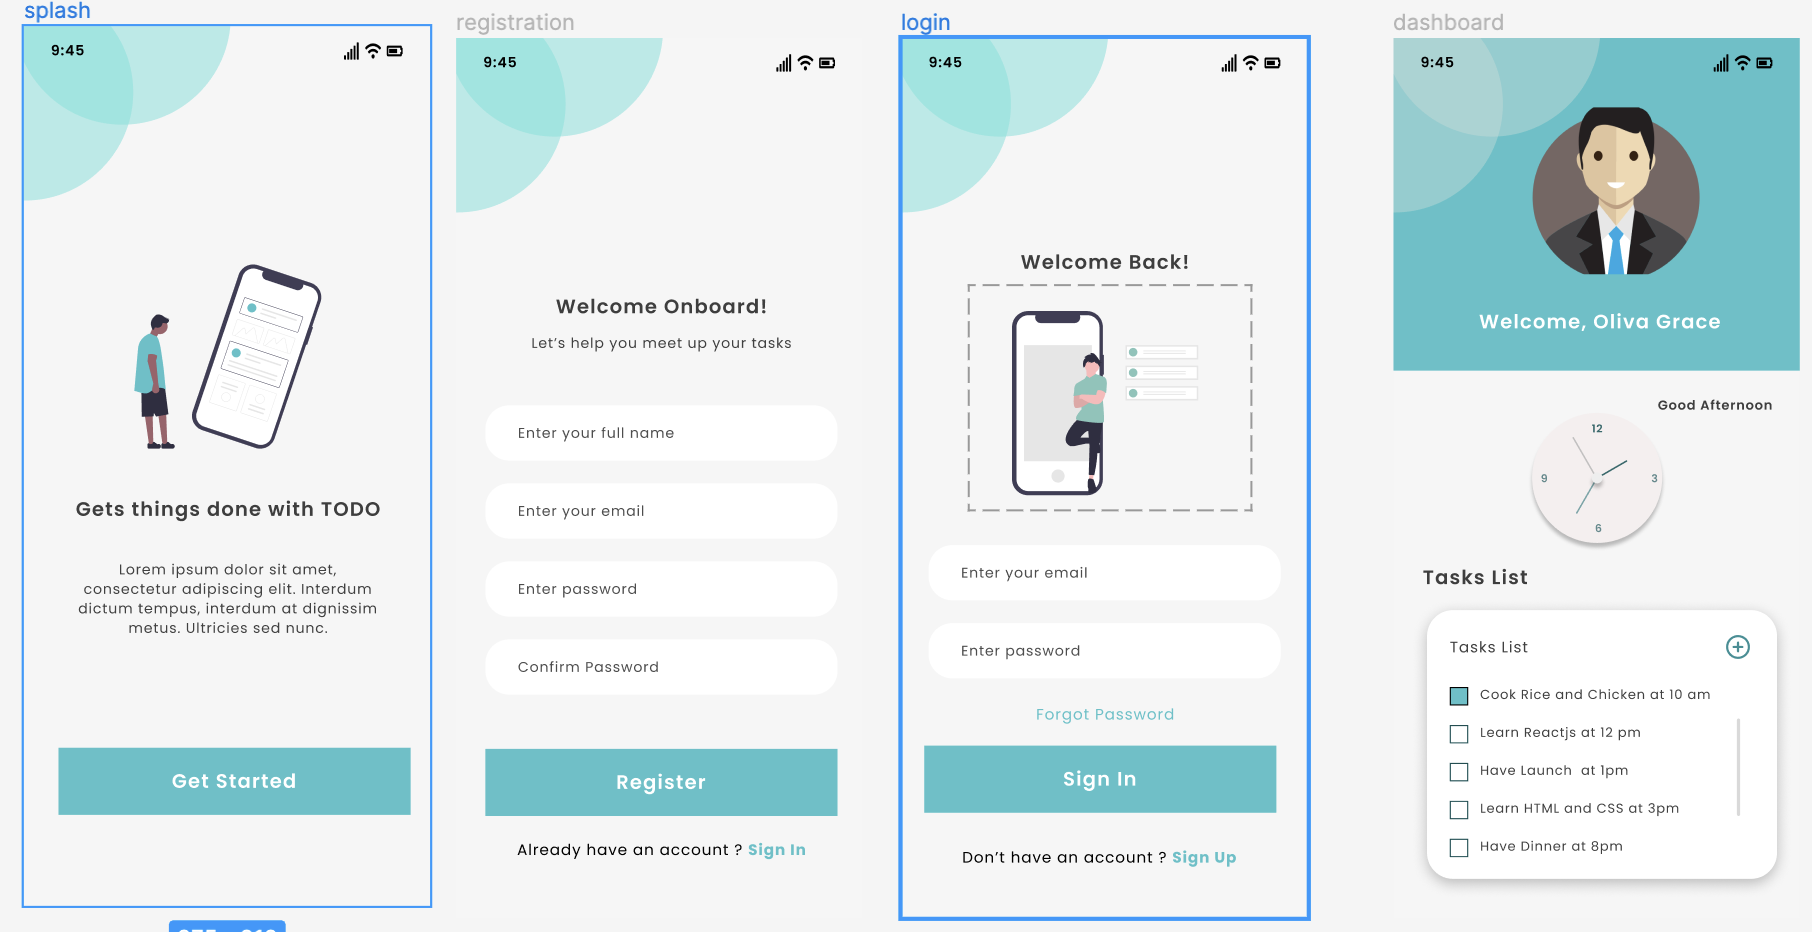 splash
9:45
Gets things done with TODO
Lorem ipsum dolor sit amet,
consectetur adipiscing elit. Interdum
dictum tempus, interdum at dignissim
metus. Ultricies sed nunc.
Get Started
registration
9:45
Welcome Onboard!
Let's help you meet up your tasks
Enter your full name
Enter your email
Enter password
Confirm Password
Register
Already have an account ? Sign In
login
9:45
Welcome Back!
Enter your email
Enter password
Forgot Password
Sign In
Don't have an account ? Sign Up
dashboard
9:45
Welcome, Oliva Grace
Good Afternoon
12
9
3
6
Tasks List
Tasks List
Cook Rice and Chicken at 10 am
Learn Reactjs at 12 pm
Have Launch  at 1pm
Learn HTML and CSS at 3pm
Have Dinner at 8pm